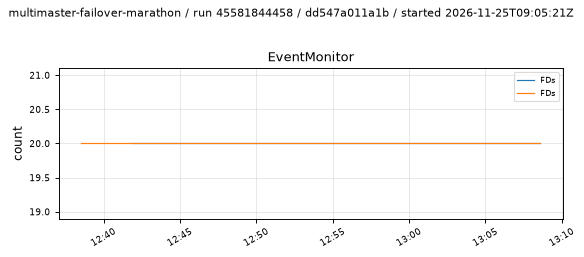 multimaster-failover-marathon / run 45581844458 / dd547a011a1b / started 2026-11-25T09:05:21Z
EventMonitor
FDs
FDs
count
21.0
20.5
20.0
19.5
19.0
12:40
12:45
12:50
12:55
13:00
13:05
13:10